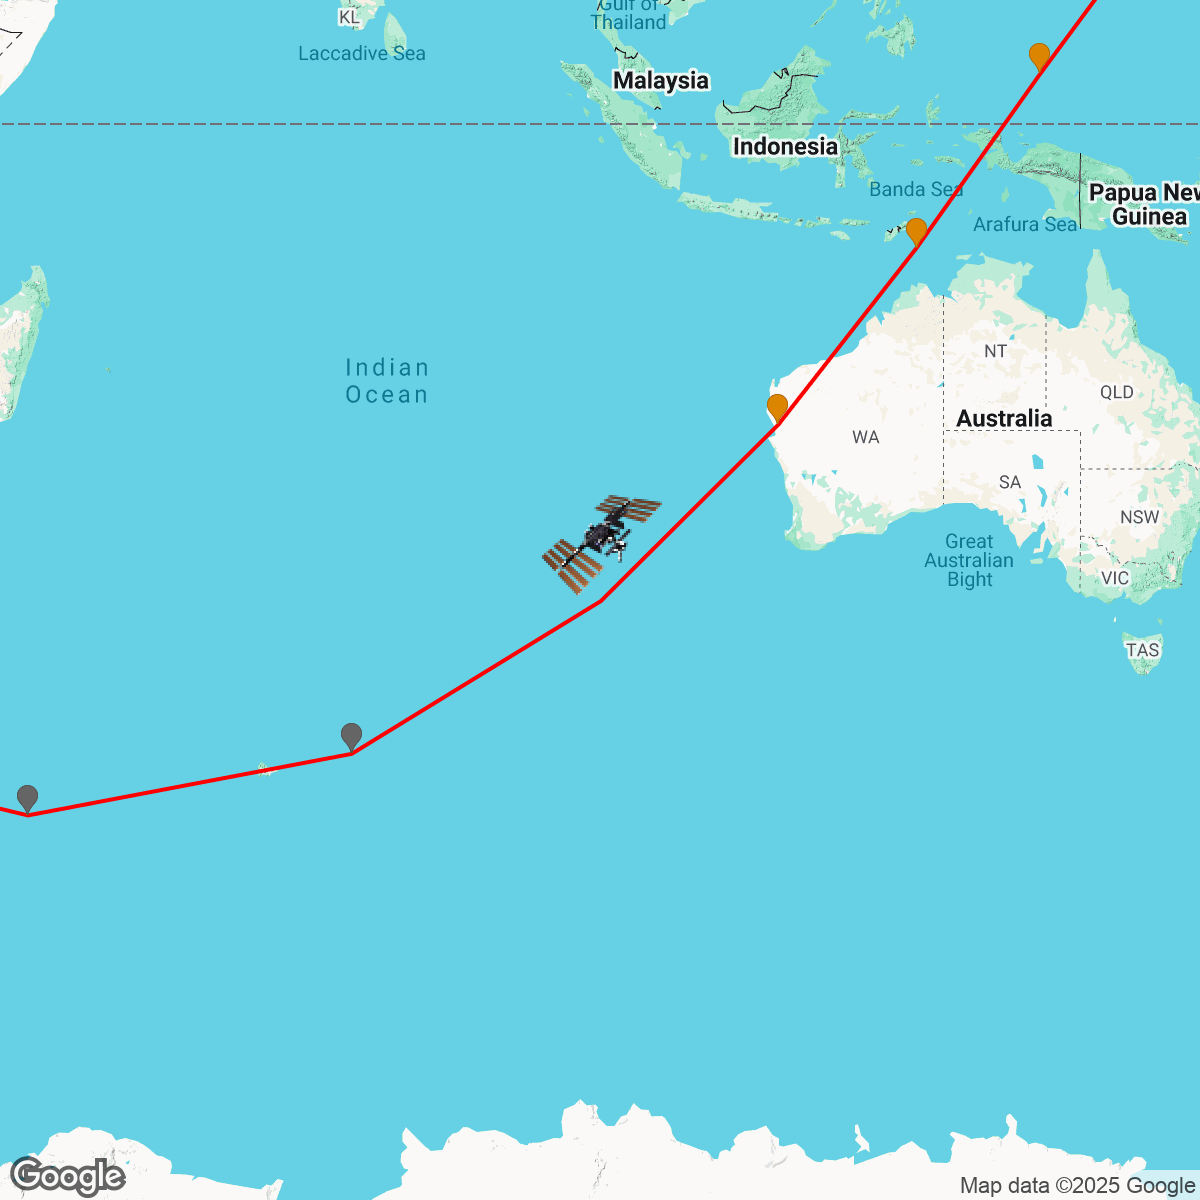 KL
Gulf of
Thailand
Laccadive Sea
Malaysia
Indonesia
Banda Sea
Papua New
Guinea
Arafura Sea
Indian
Ocean
NT
QLD
Australia
WA
SA
NSW
Great
Australian
Bight
VIC
TAS
Google
Map data ©2025 Google